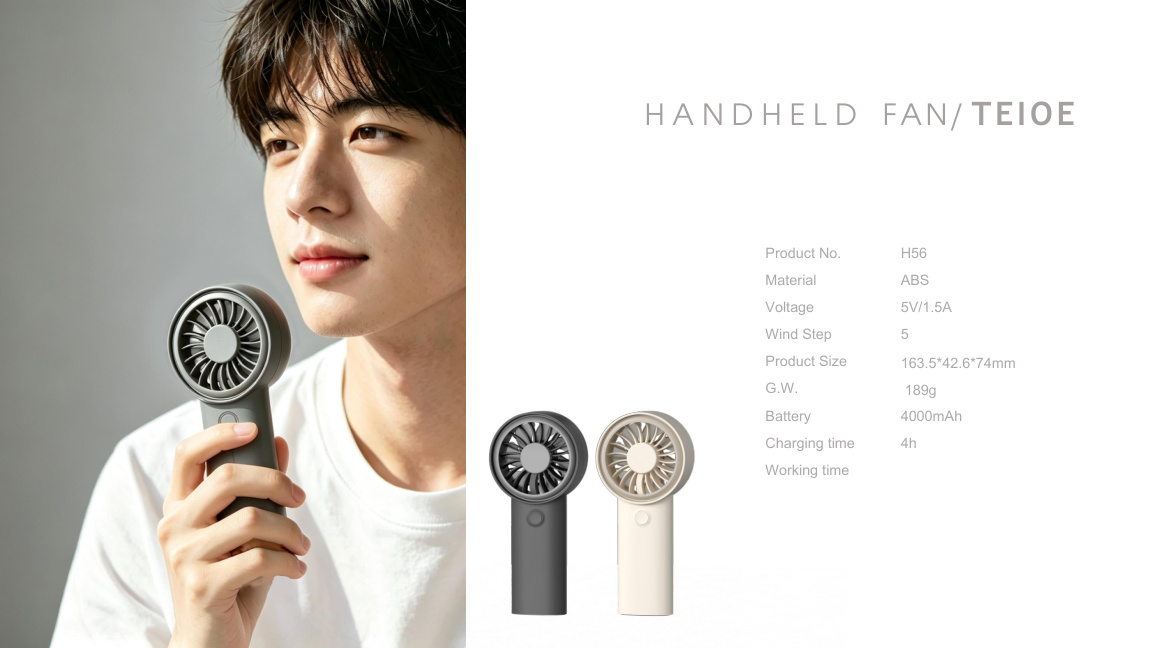 HANDHELD FAN/TEIOE
Product No. H56
Material ABS
Voltage 5V/1.5A
Wind Step 5
Product Size 163.5*42.6*74mm
G.W. 189g
Battery 4000mAh
Charging time 4h
Working time